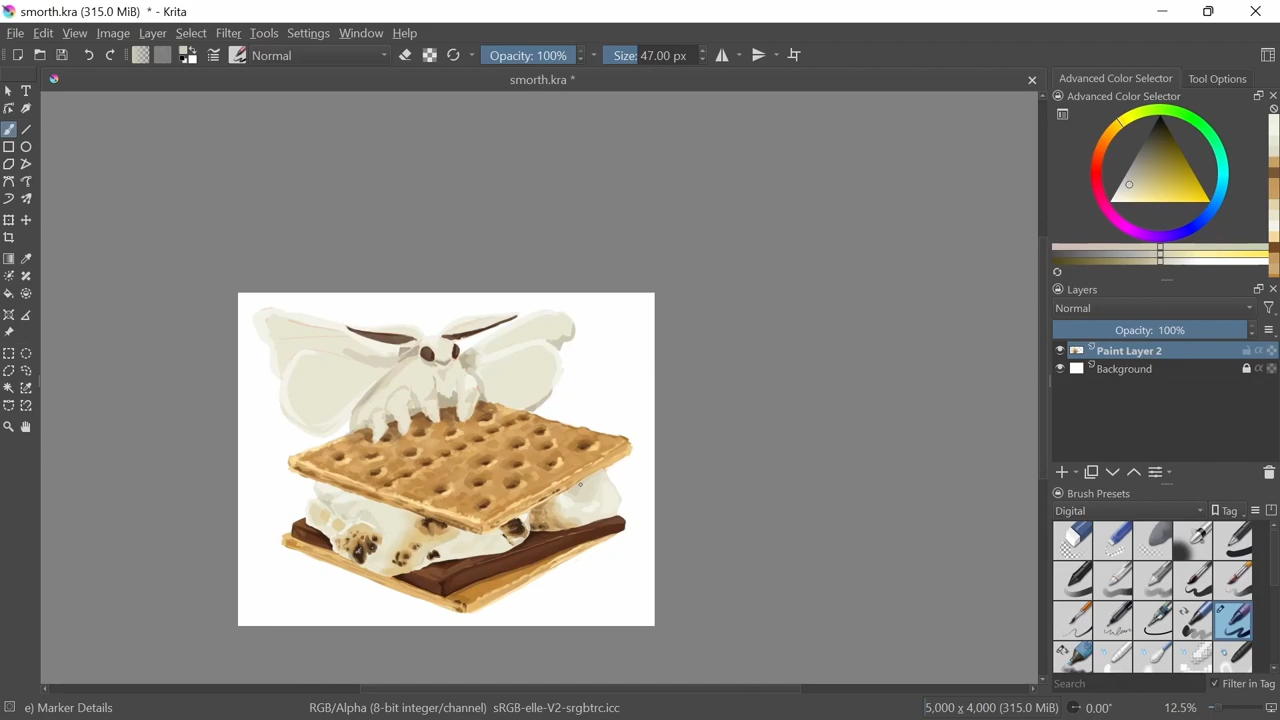 smorth.kra (315.0 MiB) * - Krita
File Edit View Image Layer Select Filter Tools Settings Window Help
Normal Opacity: 100% Size: 47.00 px
smorth.kra *
Advanced Color Selector Tool Options
Advanced Color Selector
Layers
Normal
Opacity: 100%
Paint Layer 2
Background
Brush Presets
Digital Tag
Search Filter in Tag
e) Marker Details RGB/Alpha (8-bit integer/channel) sRGB-elle-V2-srgbtrc.icc 5,000 x 4,000 (315.0 MiB) 0.00° 12.5%